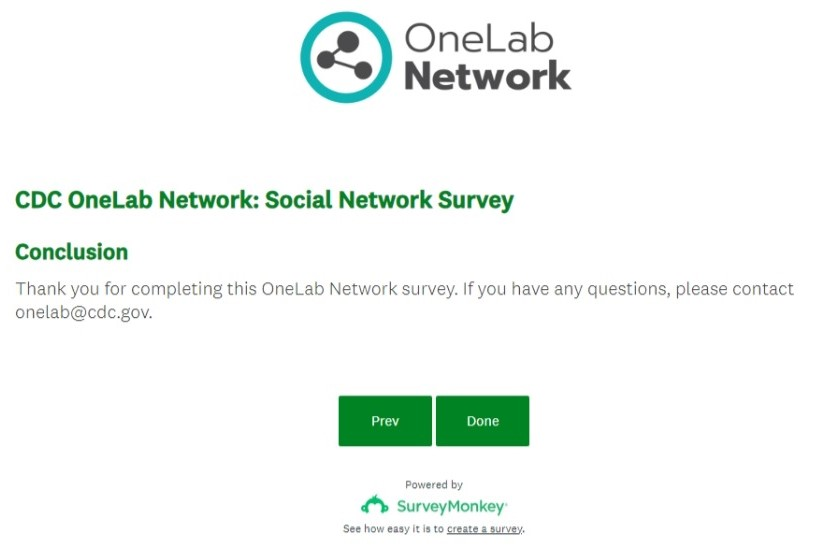 OneLab
Network
CDC OneLab Network: Social Network Survey
Conclusion
Thank you for completing this OneLab Network survey. If you have any questions, please contact
onelab@cdc.gov.
Prev Done
Powered by
SurveyMonkey
See how easy it is to create a survey.